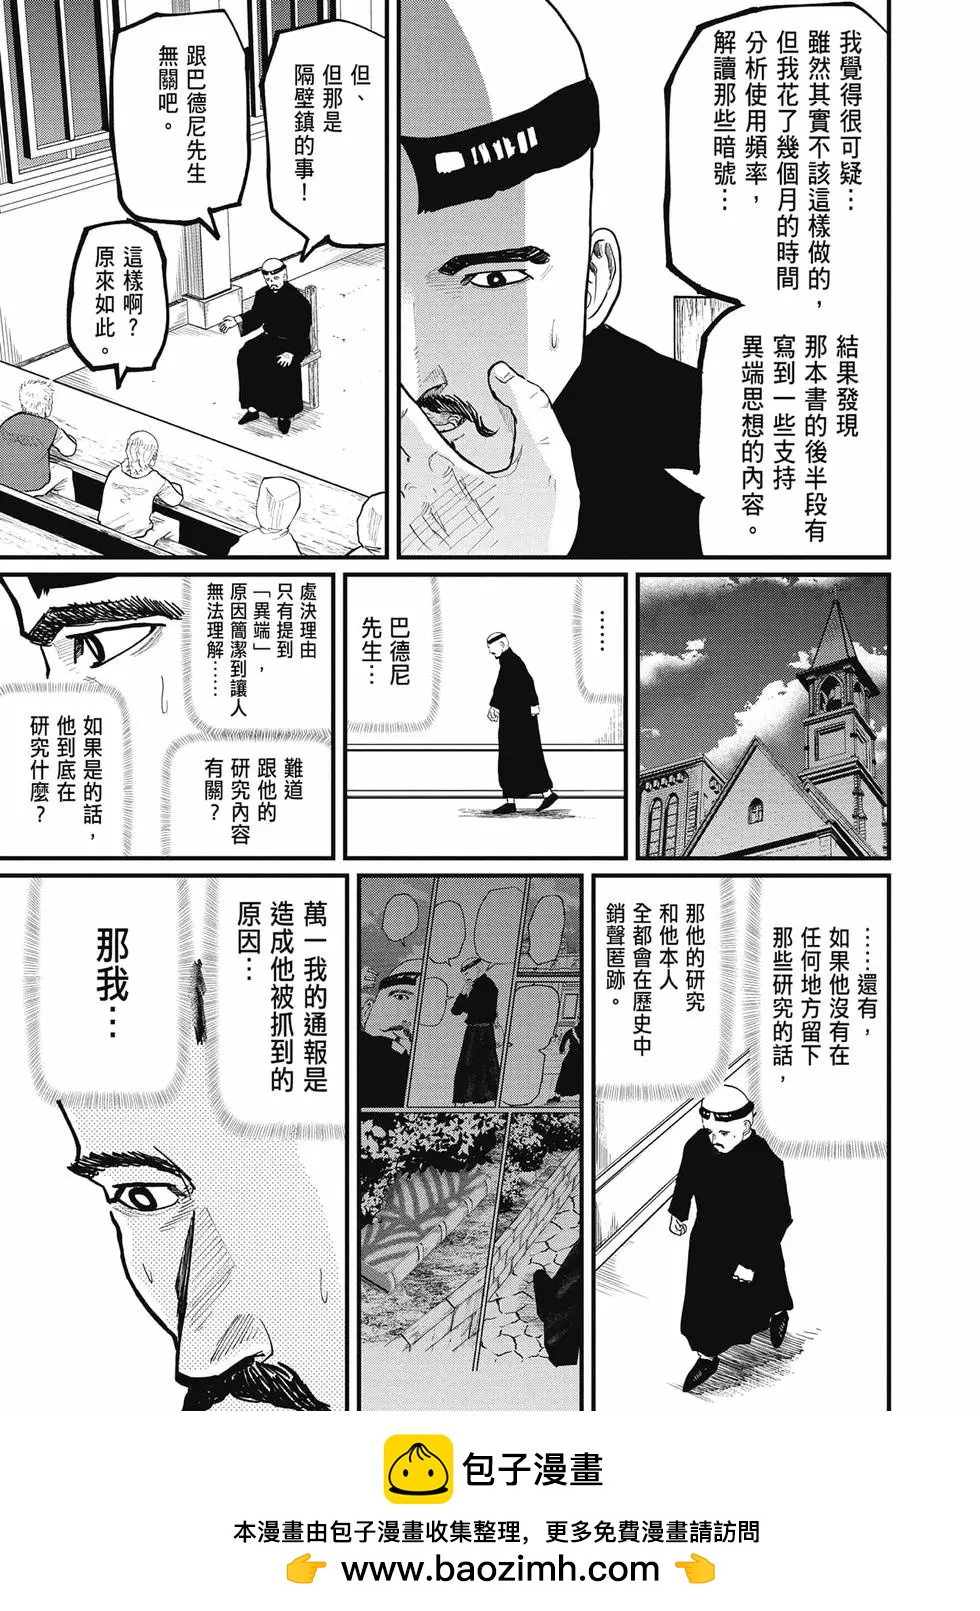 我覺得很可疑…
雖然其實不該這樣做的，
但我花了幾個月的時間
分析使用頻率，
解讀那些暗號…
結果發現
那本書的後半段有
寫到一些支持
異端思想的內容。
但、
但那是
隔壁鎮的事！
跟巴德尼先生
無關吧。
這樣啊？
原來如此。
……
巴德尼
先生…
處決理由
只有提到
「異端」，
原因簡潔到讓人
無法理解……
難道
跟他的
研究內容
有關？
如果是的話，
他到底在
研究什麼？
……還有，
如果他沒有在
任何地方留下
那些研究的話，
那他的研究
和他本人
全都會在歷史中
銷聲匿跡。
萬一我的通報是
造成他被抓到的
原因…
那我…
包子漫畫
本漫畫由包子漫畫收集整理，更多免費漫畫請訪問
👉 www.baozimh.com 👈